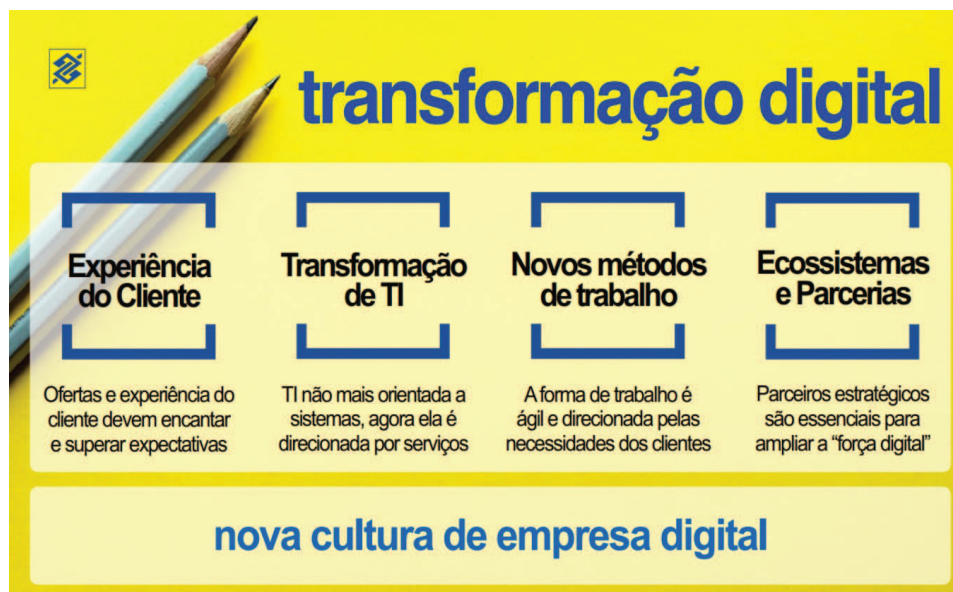 transformação digital
Experiência
do Cliente
Ofertas e experiência do
cliente devem encantar
e superar expectativas
Transformação
de TI
TI não mais orientada a
sistemas, agora ela é
direcionada por serviços
Novos métodos
de trabalho
A forma de trabalho é
ágil e direcionada pelas
necessidades dos clientes
Ecossistemas
e Parcerias
Parceiros estratégicos
são essenciais para
ampliar a “força digital”
nova cultura de empresa digital